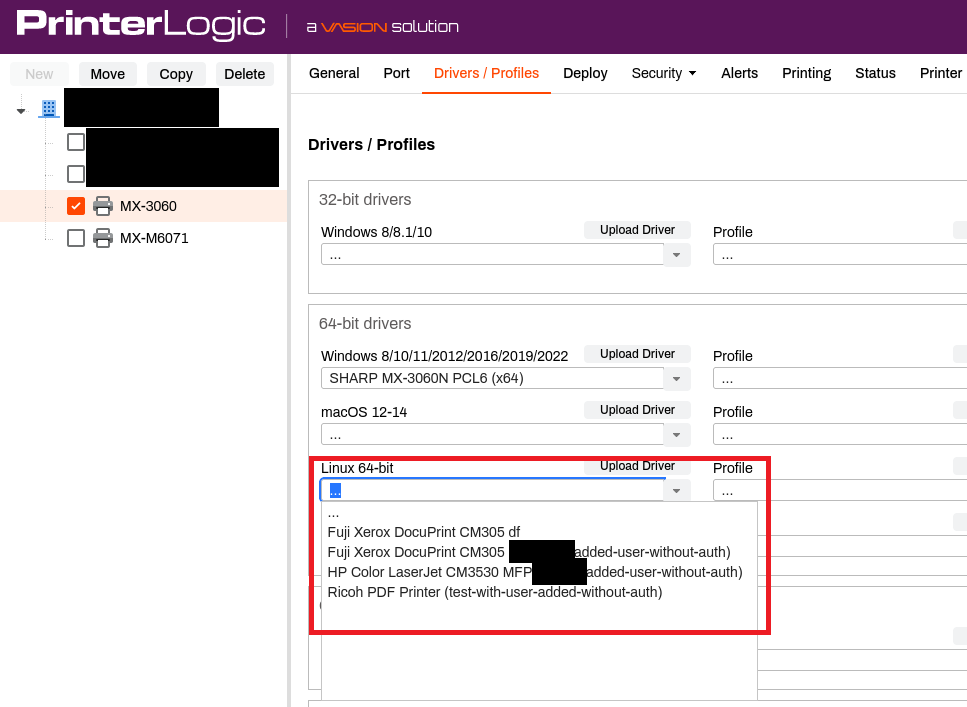 PrinterLogic a VASION solution
New Move Copy Delete
MX-3060
MX-M6071
General Port Drivers / Profiles Deploy Security Alerts Printing Status Printer
Drivers / Profiles
32-bit drivers
Windows 8/8.1/10 Upload Driver Profile
... ...
64-bit drivers
Windows 8/10/11/2012/2016/2019/2022 Upload Driver Profile
SHARP MX-3060N PCL6 (x64) ...
macOS 12-14 Upload Driver Profile
... ...
Linux 64-bit Upload Driver Profile
... ...
...
Fuji Xerox DocuPrint CM305 df
Fuji Xerox DocuPrint CM305 added-user-without-auth)
HP Color LaserJet CM3530 MFP added-user-without-auth)
Ricoh PDF Printer (test-with-user-added-without-auth)